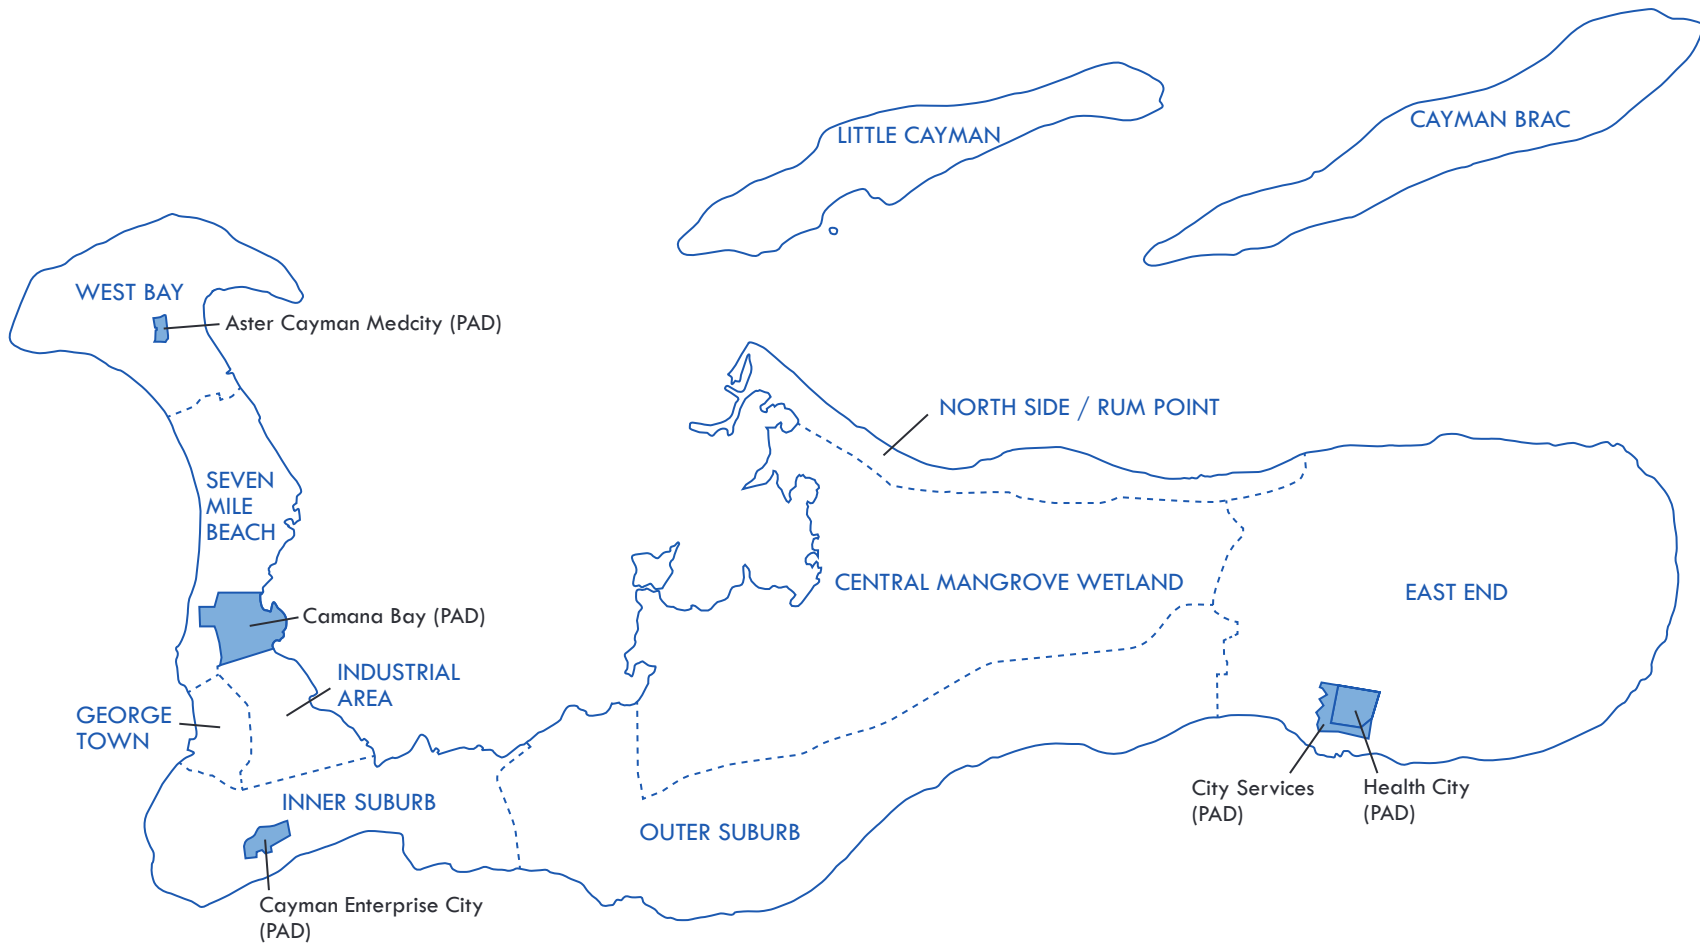 LITTLE CAYMAN
CAYMAN BRAC
WEST BAY
Aster Cayman Medcity (PAD)
NORTH SIDE / RUM POINT
SEVEN
MILE
BEACH
CENTRAL MANGROVE WETLAND
EAST END
Camana Bay (PAD)
INDUSTRIAL
AREA
GEORGE
TOWN
City Services
(PAD)
Health City
(PAD)
INNER SUBURB
OUTER SUBURB
Cayman Enterprise City
(PAD)